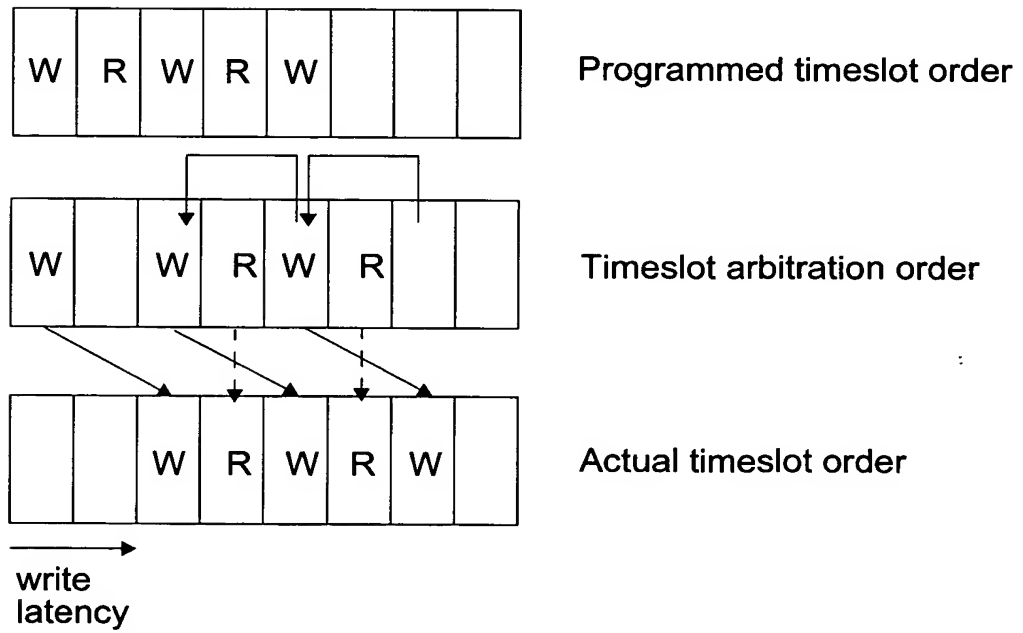 W R W R W
Programmed timeslot order
W W R W R
Timeslot arbitration order
W R W R W
Actual timeslot order
write
latency